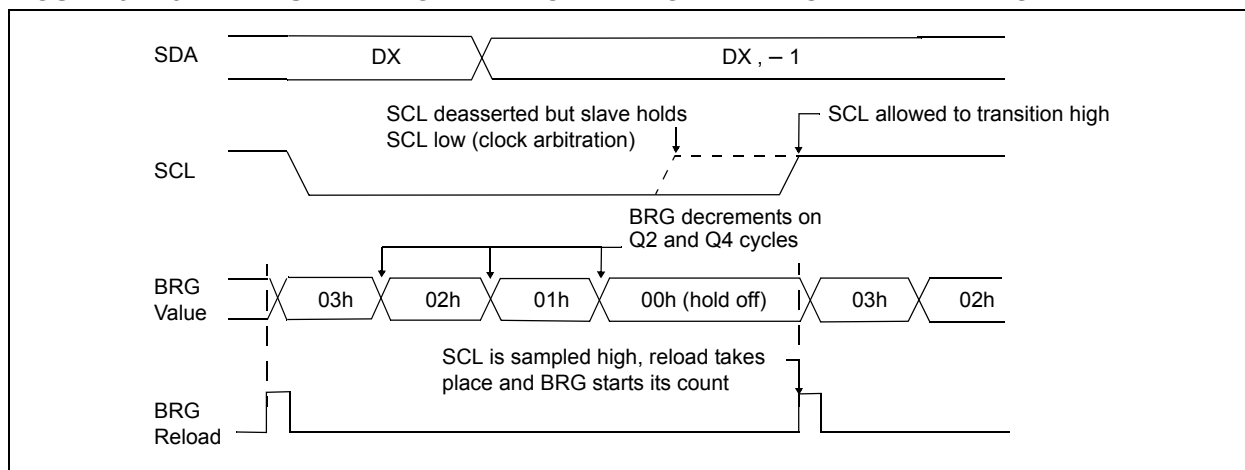 SDA
DX
DX , – 1
SCL deasserted but slave holds
SCL low (clock arbitration)
SCL allowed to transition high
SCL
BRG decrements on
Q2 and Q4 cycles
BRG
Value
03h
02h
01h
00h (hold off)
03h
02h
SCL is sampled high, reload takes
place and BRG starts its count
BRG
Reload